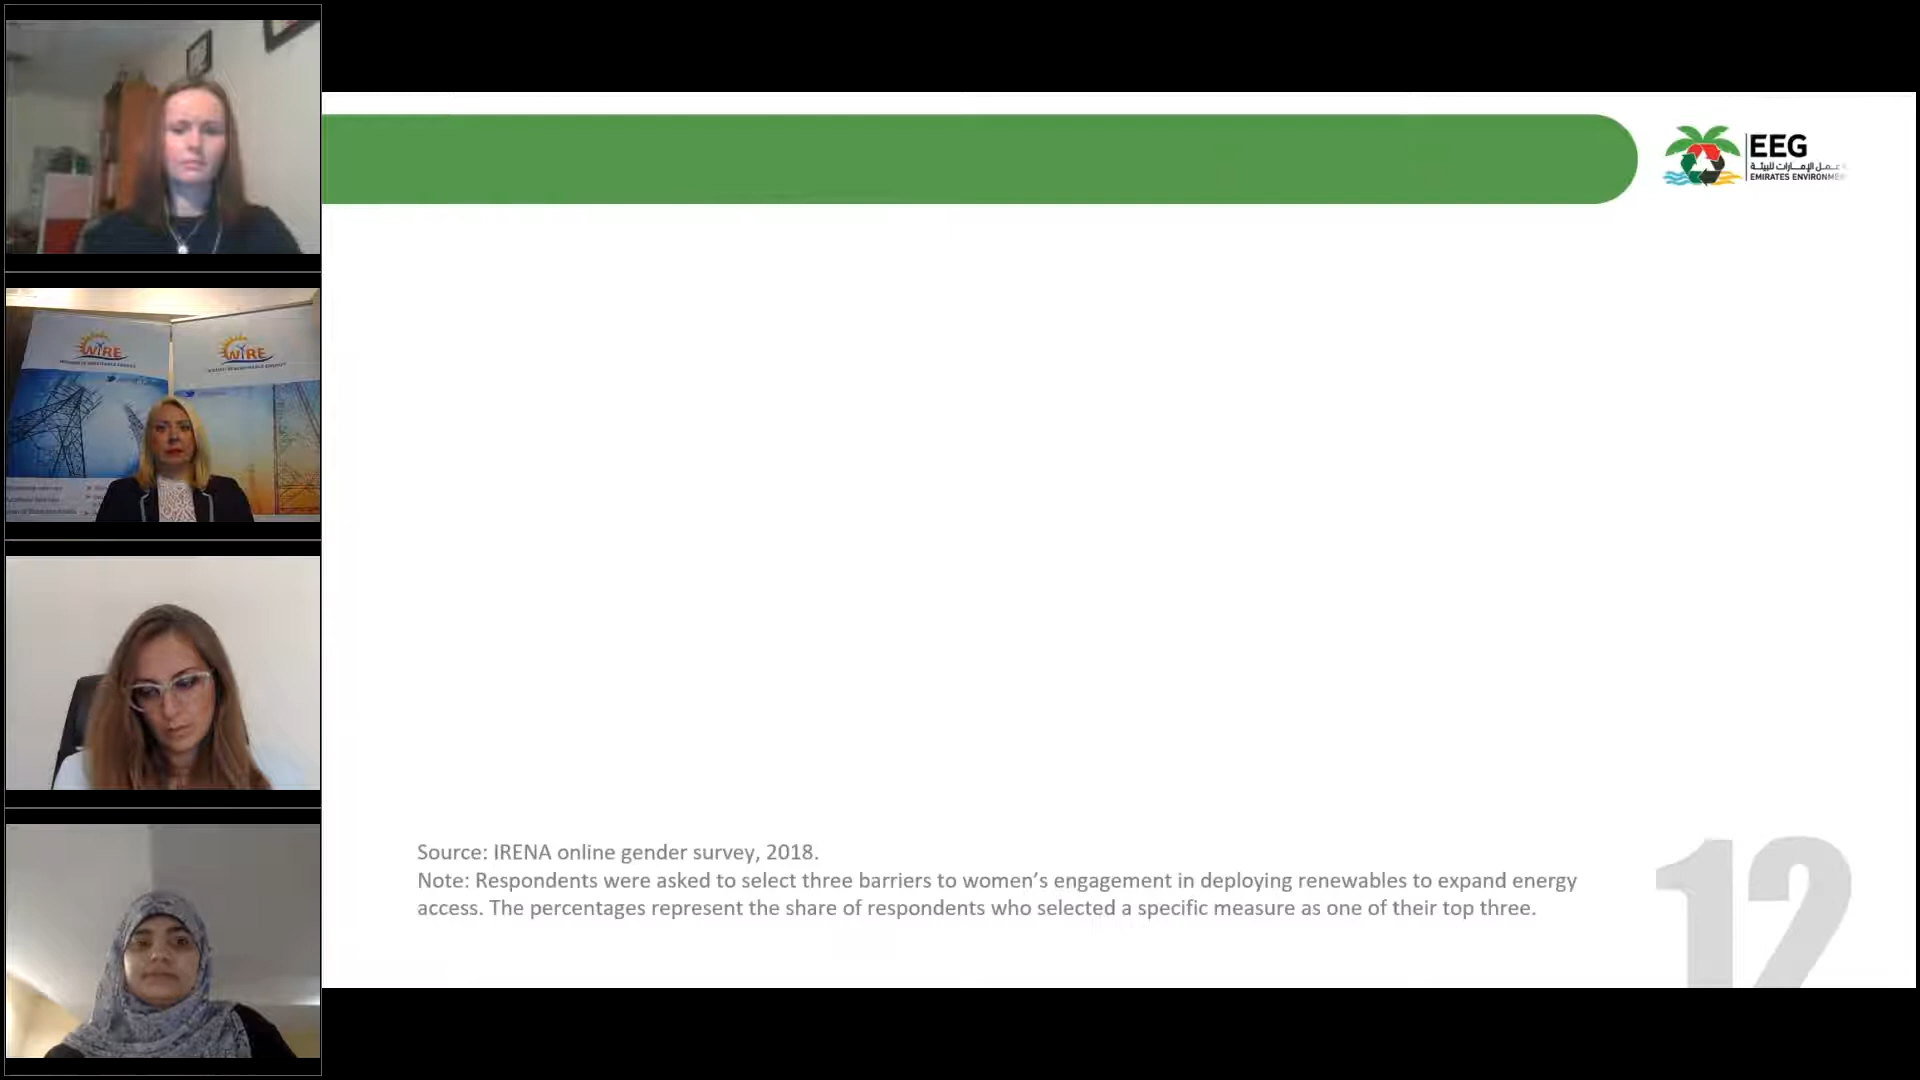 WiRE
WiRE
EEG
EMIRATES ENVIRONME
Source: IRENA online gender survey, 2018.
Note: Respondents were asked to select three barriers to women’s engagement in deploying renewables to expand energy
access. The percentages represent the share of respondents who selected a specific measure as one of their top three.
12